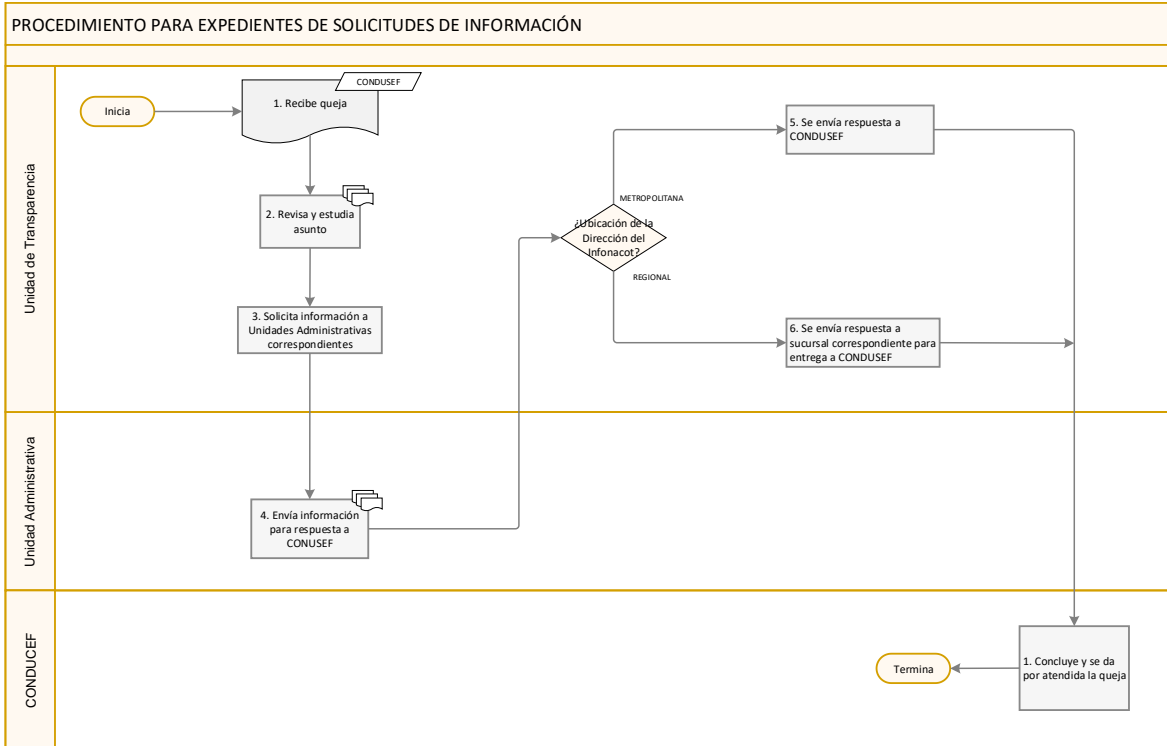 PROCEDIMIENTO PARA EXPEDIENTES DE SOLICITUDES DE INFORMACIÓN
Unidad de Transparencia
Inicia
CONDUSEF
1. Recibe queja
2. Revisa y estudia
asunto
3. Solicita información a
Unidades Administrativas
correspondientes
¿Ubicación de la
Dirección del
Infonacot?
METROPOLITANA
REGIONAL
5. Se envía respuesta a
CONDUSEF
6. Se envía respuesta a
sucursal correspondiente para
entrega a CONDUSEF
Unidad Administrativa
4. Envía información
para respuesta a
CONUSEF
CONDUCEF
1. Concluye y se da
por atendida la queja
Termina